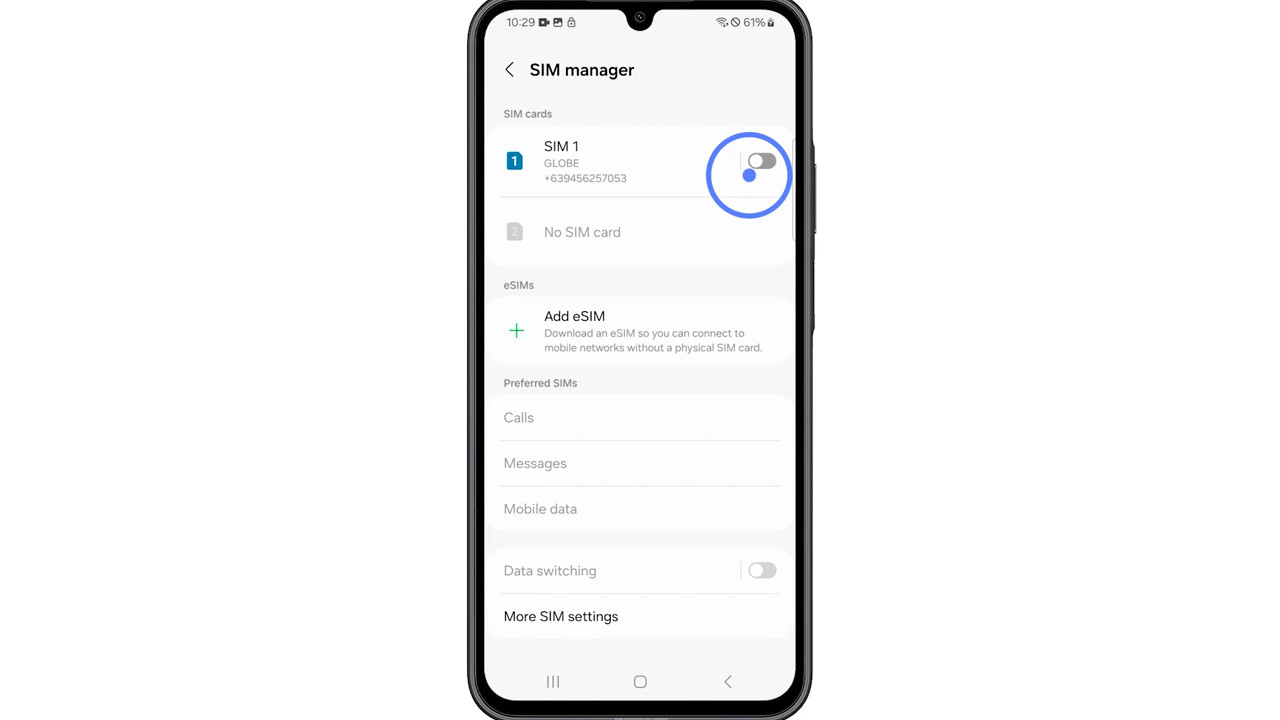 10:29
61%
SIM manager
SIM cards
1
SIM 1
GLOBE
+639456257053
2
No SIM card
eSIMs
Add eSIM
Download an eSIM so you can connect to
mobile networks without a physical SIM card.
Preferred SIMs
Calls
Messages
Mobile data
Data switching
More SIM settings